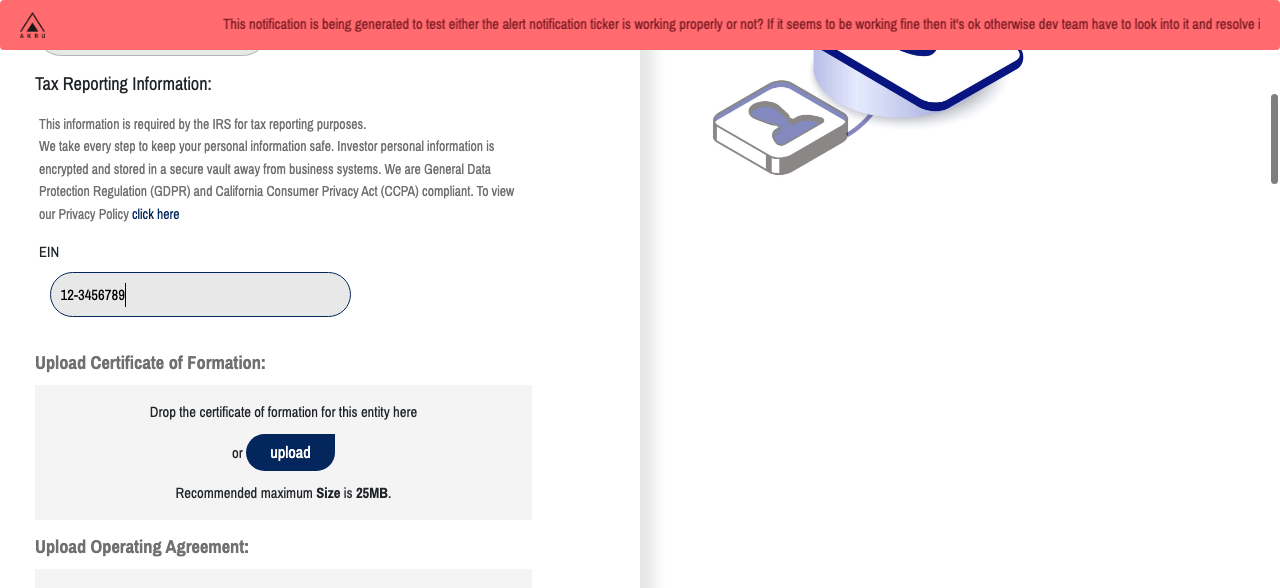 AKRU
This notification is being generated to test either the alert notification ticker is working properly or not? If it seems to be working fine then it's ok otherwise dev team have to look into it and resolve i
Tax Reporting Information:
This information is required by the IRS for tax reporting purposes.
We take every step to keep your personal information safe. Investor personal information is
encrypted and stored in a secure vault away from business systems. We are General Data
Protection Regulation (GDPR) and California Consumer Privacy Act (CCPA) compliant. To view
our Privacy Policy click here
EIN
12-3456789
Upload Certificate of Formation:
Drop the certificate of formation for this entity here
or upload
Recommended maximum Size is 25MB.
Upload Operating Agreement: